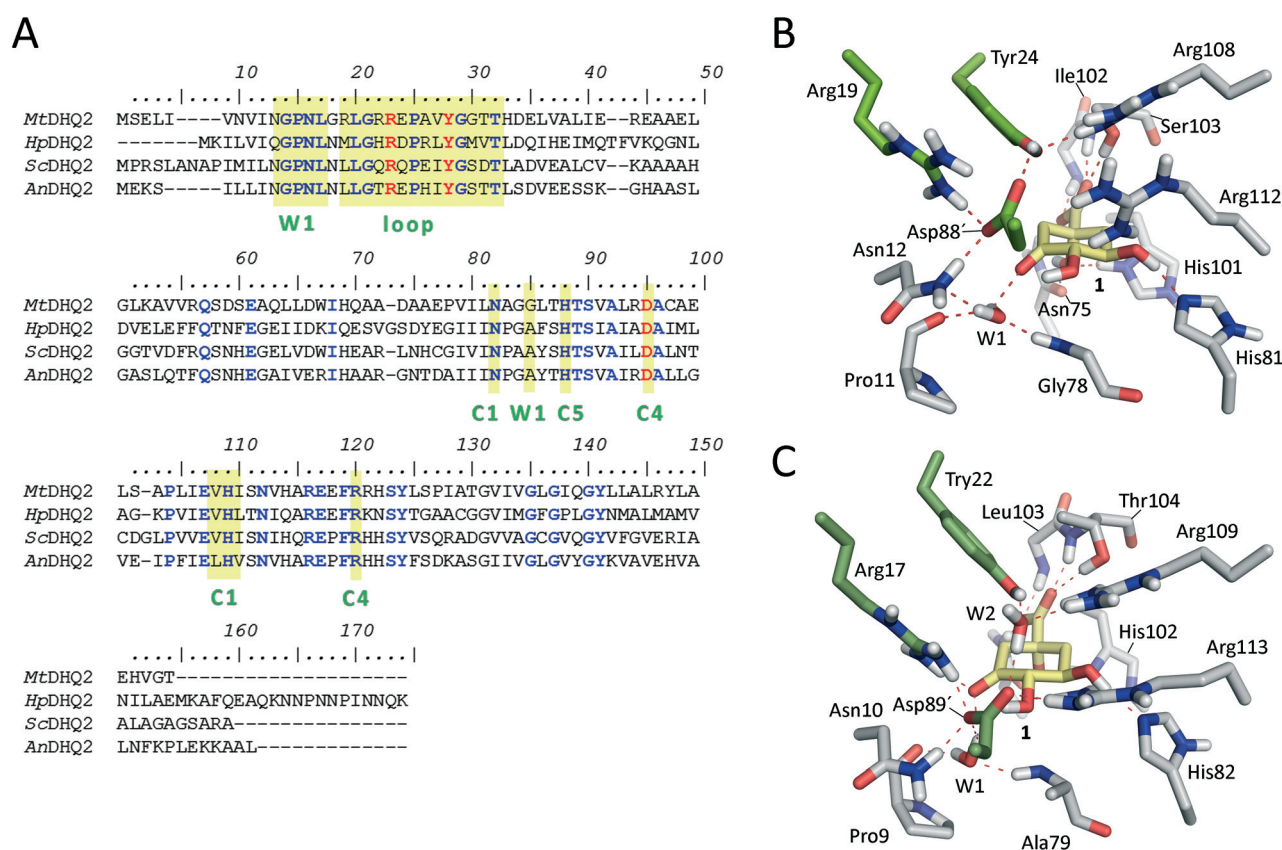 A
10 20 30 40 50
MtDHQ2 MSELI----VNVINGPNLGRLGRREPAVYGGTTHDELVALIE--REAAEL
HpDHQ2 -------MKILVIQGPNLNMLGHRDPRLYGMVTLDQIHEIMQTFVKQGNL
ScDHQ2 MPRSLANAPIMILNGPNLNLLGQRQPEIYGSDTLADVEALCV-KAAAAH
AnDHQ2 MEKS-----ILLINGPNLNLLGTREPHIYGSTTLSDVEESSK-GHAASL
W1 loop
60 70 80 90 100
MtDHQ2 GLKAVVRQSDSEAQLLDWIHQAA-DAAEPVILNAGGLTHTSVALRDACAE
HpDHQ2 DVELEFFQTNFEGEIIDKIQESVGSDYEGIIINPGAFSHTSIAIADAIML
ScDHQ2 GGTVDFRQSNHEGELVDWIHEARL-LNHCGIVINPAAYSHTSVAILDALNT
AnDHQ2 GASLQTFQSNHEGAIVERIHAAR-GNTDAIIINPGAYTHTSVAIRDALLG
C1 W1 C5 C4
110 120 130 140 150
MtDHQ2 LS-APLIEVHISNVHAREEFRRHSYLSPIATGVIVGLGIQGYLLALRYLA
HpDHQ2 AG-KPVIEVHLTNIQAREEFRKNSYTGAACGGVIMGFGPLGYNMALMAMV
ScDHQ2 CDGLPVVEVHISNIHQREPFRHHSYVSQRADGVVAGCGVQGYVFGVERIA
AnDHQ2 VE-IPFIELHVSNVHAREPFRHHSYFSDKASGIIVGLGVYGYKVAVEHVA
C1 C4
160 170
MtDHQ2 EHVGT--------------------
HpDHQ2 NILAEMKAFQEAQKNNPNNPINNQK
ScDHQ2 ALAGAGSARA---------------
AnDHQ2 LNFKPLEKKAAL-------------
B
Tyr24
Arg108
Ile102
Arg19
Ser103
Arg112
Asp88
Asn12
His101
1
Asn75
W1
His81
Pro11
Gly78
C
Try22
Thr104
Leu103
Arg109
Arg17
W2
His102
Arg113
Asn10
Asp89
1
His82
W1
Pro9
Ala79